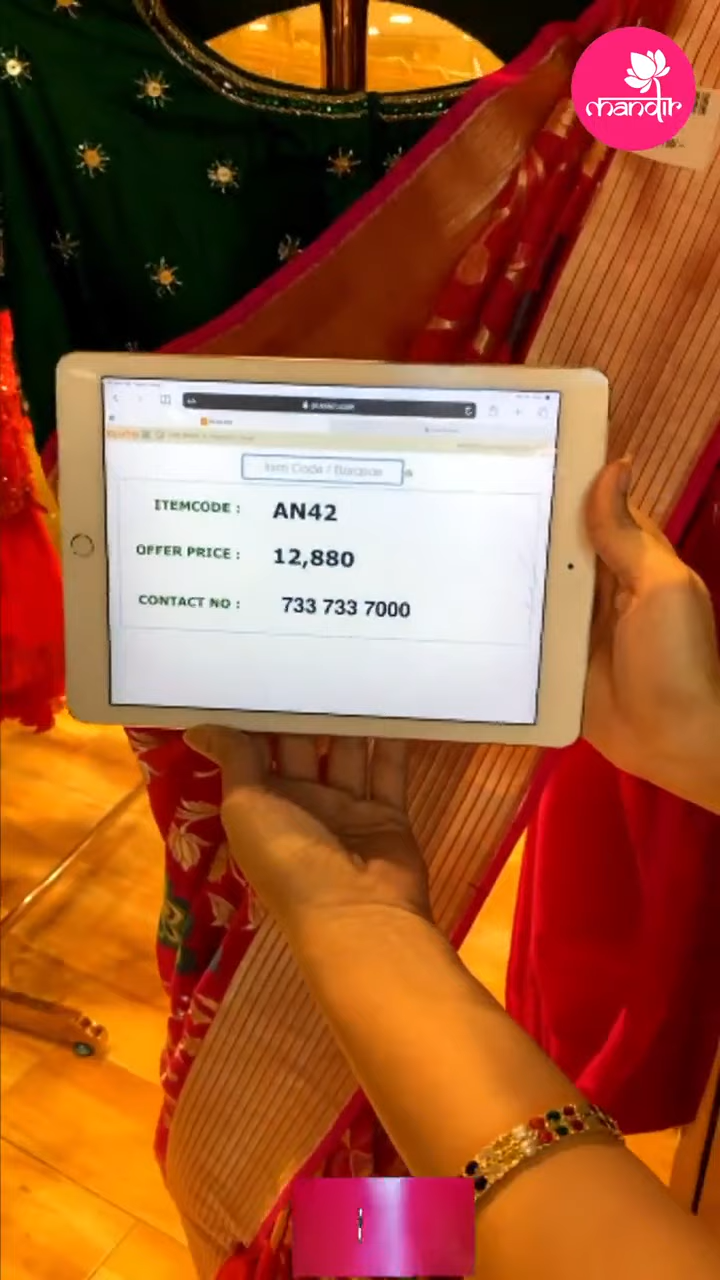 mandir
Item Code / Barcode
ITEMCODE : AN42
OFFER PRICE : 12,880
CONTACT NO : 733 733 7000